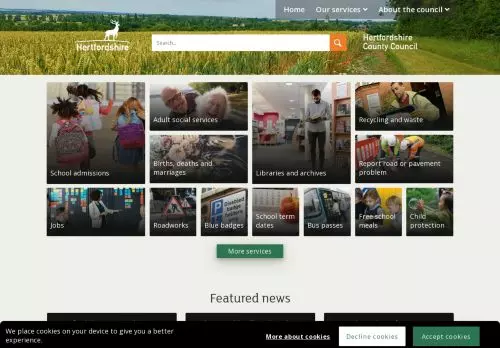 Home
Our services
About the council
Hertfordshire
Search...
Hertfordshire
County Council
School admissions
Adult social services
Libraries and archives
Recycling and waste
Births, deaths and
marriages
Report road or pavement
problem
Jobs
Roadworks
Disabled
badge
holders
Blue badges
School term
dates
Bus passes
Free school
meals
Child
protection
More services
Featured news
We place cookies on your device to give you a better
experience.
More about cookies
Decline cookies
Accept cookies